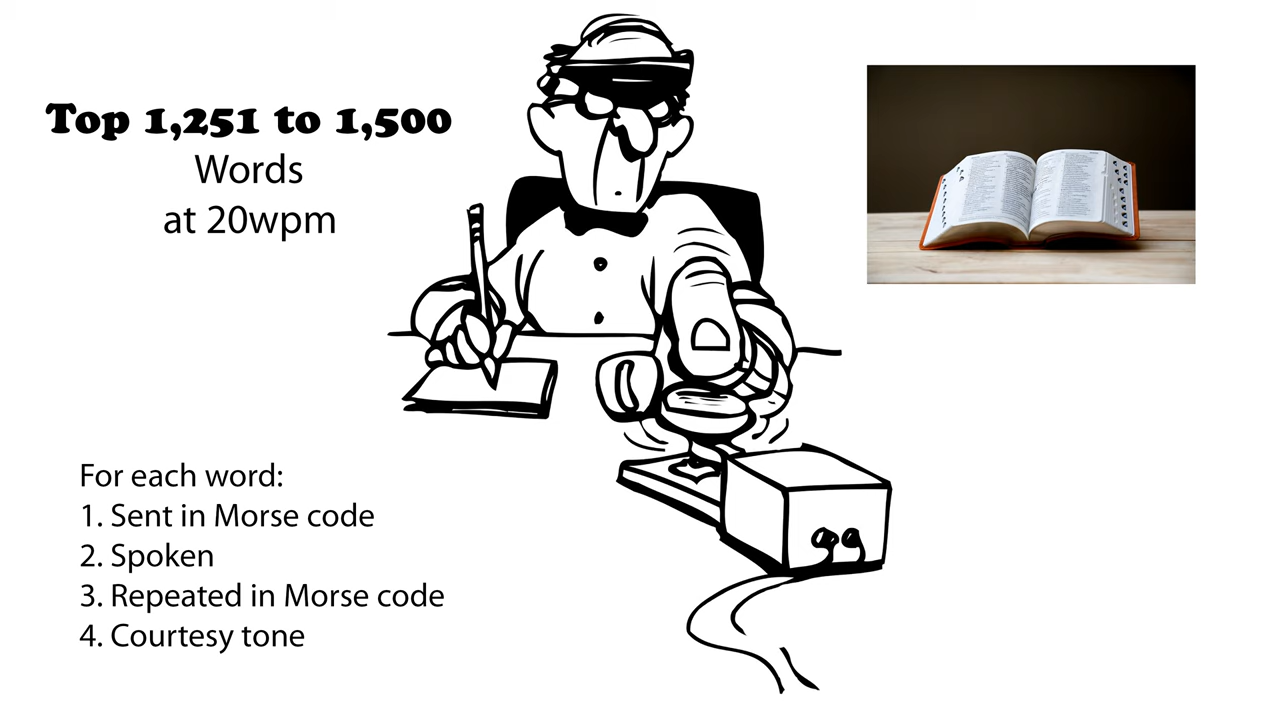 Top 1,251 to 1,500
Words
at 20wpm
For each word:
1. Sent in Morse code
2. Spoken
3. Repeated in Morse code
4. Courtesy tone